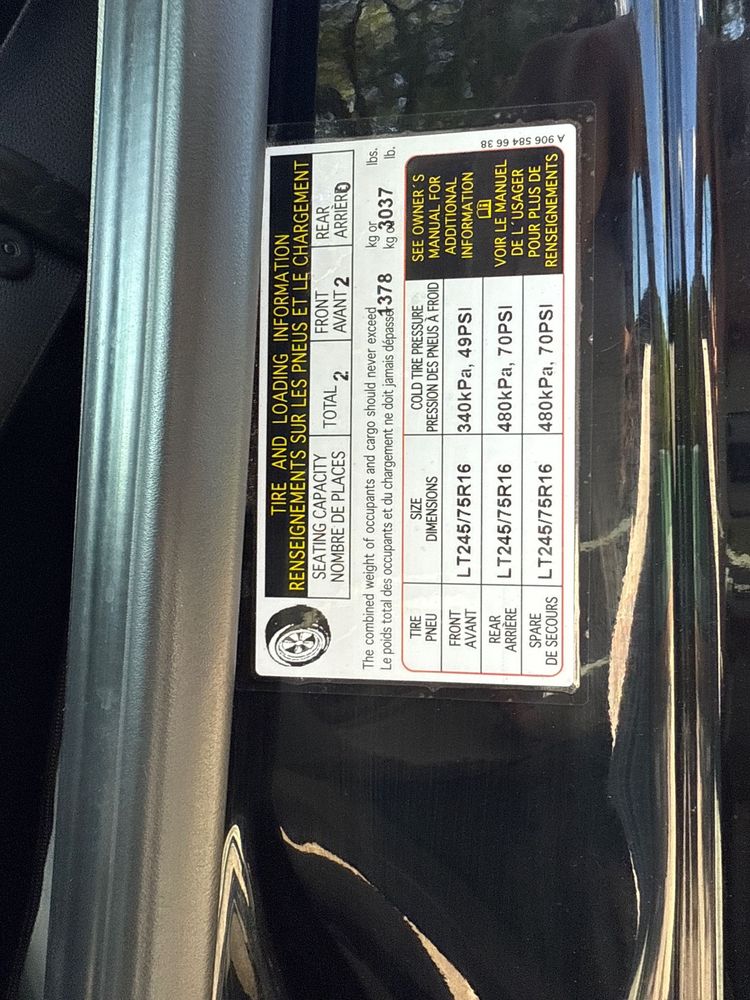 TIRE AND LOADING INFORMATION
RENSEIGNEMENTS SUR LES PNEUS ET LE CHARGEMENT
SEATING CAPACITY
NOMBRE DE PLACES
TOTAL 2
FRONT
AVANT 2
REAR
ARRIÈRE 0
The combined weight of occupants and cargo should never exceed 1378 kg or 3037 lbs.
Le poids total des occupants et du chargement ne doit jamais dépasser kg ou lb.
TIRE
PNEU
SIZE
DIMENSIONS
COLD TIRE PRESSURE
PRESSION DES PNEUS À FROID
FRONT
AVANT
LT245/75R16
340kPa, 49PSI
REAR
ARRIÈRE
LT245/75R16
480kPa, 70PSI
SPARE
DE SECOURS
LT245/75R16
480kPa, 70PSI
SEE OWNER´S
MANUAL FOR
ADDITIONAL
INFORMATION
VOIR LE MANUEL
DE L´USAGER
POUR PLUS DE
RENSEIGNEMENTS
A 906 584 66 38